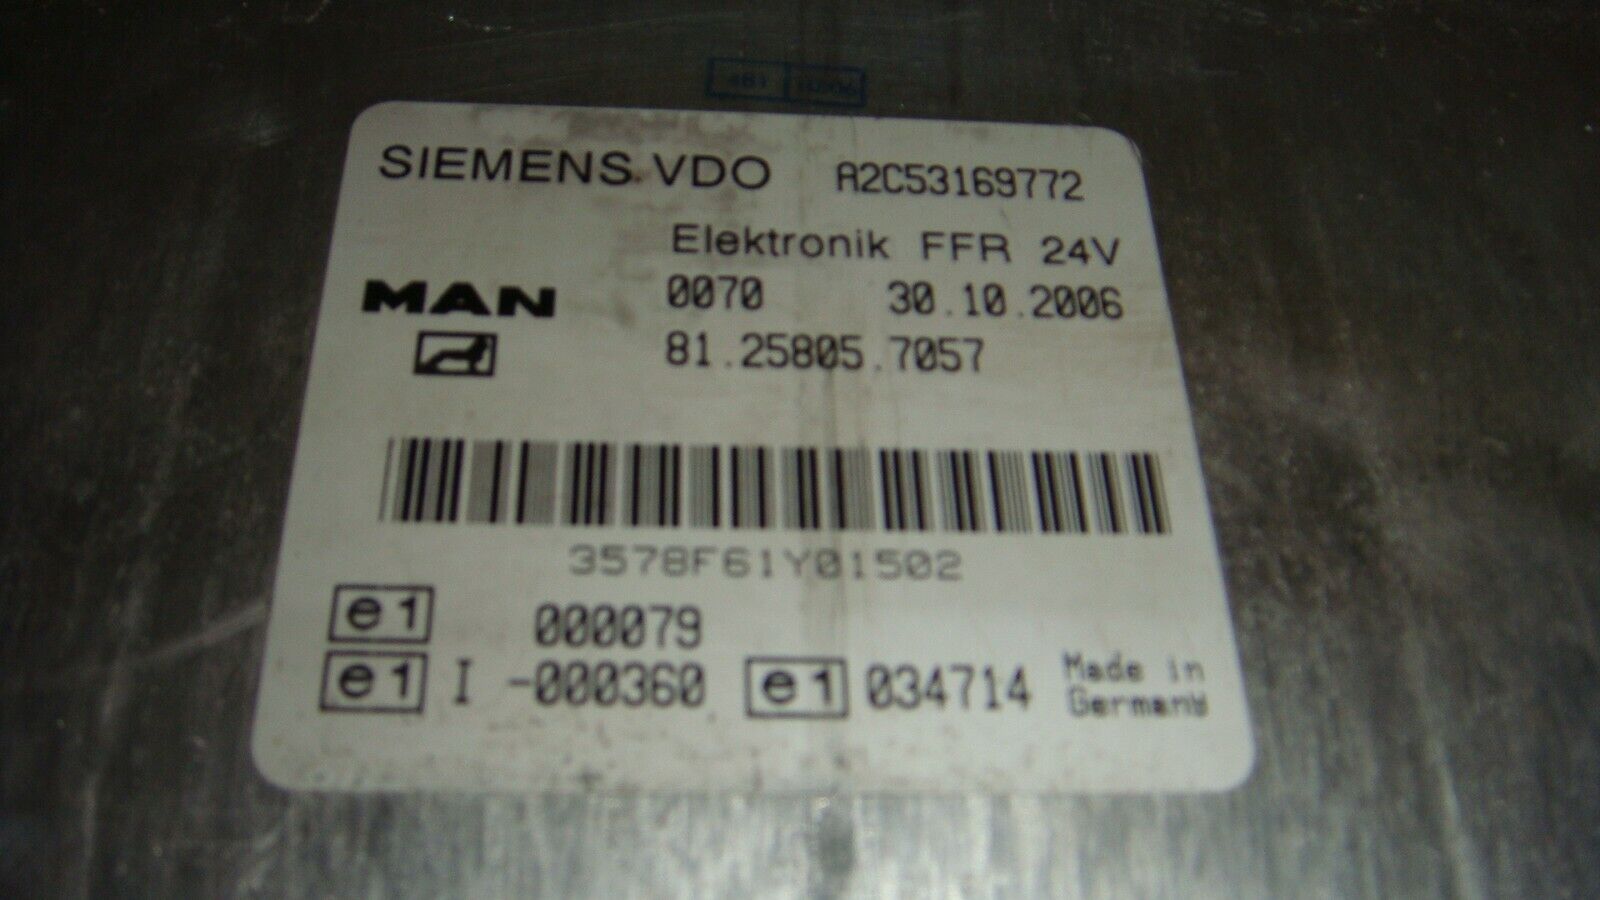 SIEMENS VDO A2C53169772
Elektronik FFR 24V
MAN 0070 30.10.2006
81.25805.7057
3578F61Y01502
e1 000079
e1 I -000360 e1 034714 Made in Germany